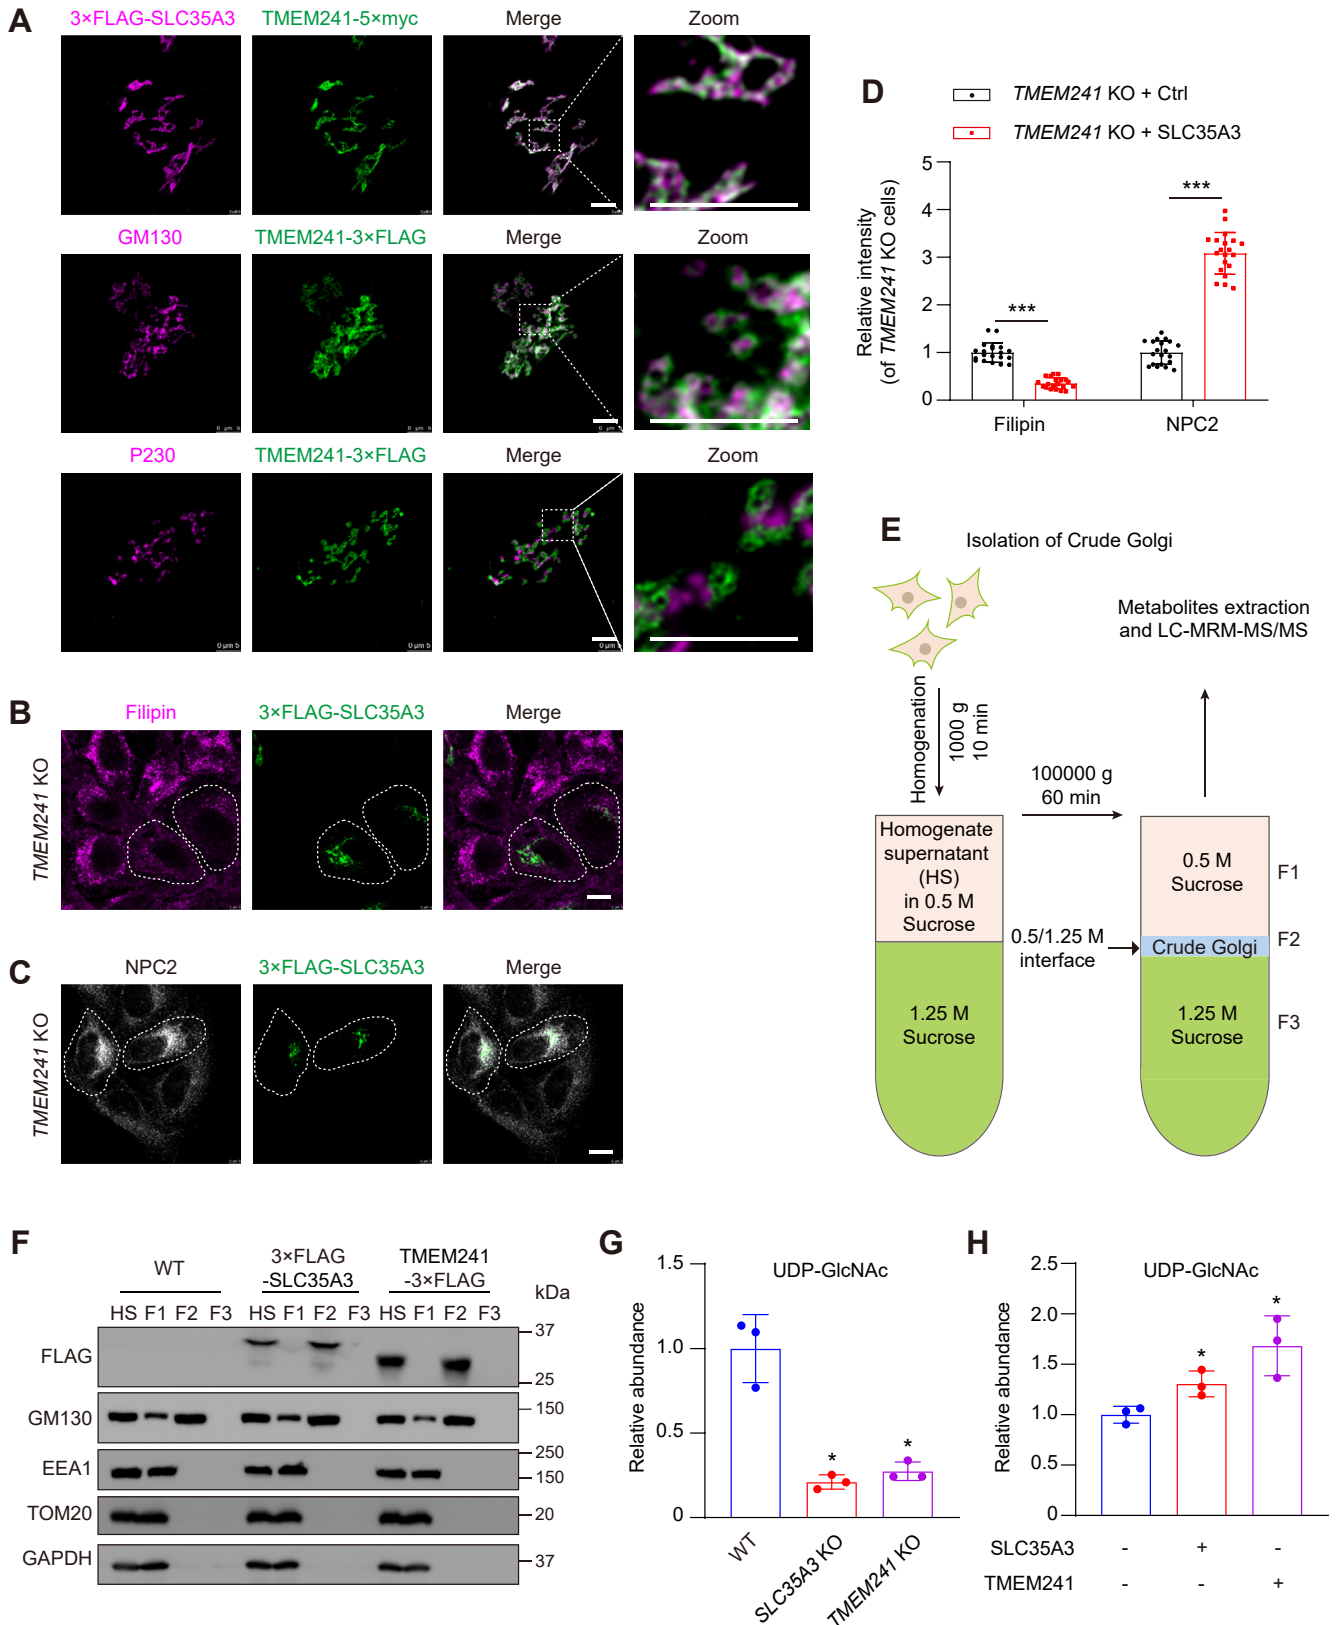 A
3×FLAG-SLC35A3 TMEM241-5×myc Merge Zoom
GM130 TMEM241-3×FLAG Merge Zoom
0 µm 5
P230 TMEM241-3×FLAG Merge Zoom
0 µm 5
B
Filipin 3×FLAG-SLC35A3 Merge
TMEM241 KO
C
NPC2 3×FLAG-SLC35A3 Merge
TMEM241 KO
D
TMEM241 KO + Ctrl
TMEM241 KO + SLC35A3
Relative intensity
(of TMEM241 KO cells)
5
4
3
2
1
0
***
***
Filipin NPC2
E
Isolation of Crude Golgi
Metabolites extraction
and LC-MRM-MS/MS
Homogenation
1000 g
10 min
100000 g
60 min
Homogenate
supernatant
(HS)
in 0.5 M
Sucrose
1.25 M
Sucrose
0.5/1.25 M
interface
0.5 M
Sucrose
Crude Golgi
1.25 M
Sucrose
F1
F2
F3
F
WT
3×FLAG
-SLC35A3
TMEM241
-3×FLAG
kDa
HS F1 F2 F3 HS F1 F2 F3 HS F1 F2 F3
FLAG 37
25
GM130 150
EEA1 250
150
TOM20 20
GAPDH 37
G
UDP-GlcNAc
Relative abundance
1.5
1.0
0.5
0
* *
WT SLC35A3 KO TMEM241 KO
H
UDP-GlcNAc
Relative abundance
2.5
2.0
1.5
1.0
0.5
0
* *
SLC35A3 - + -
TMEM241 - - +